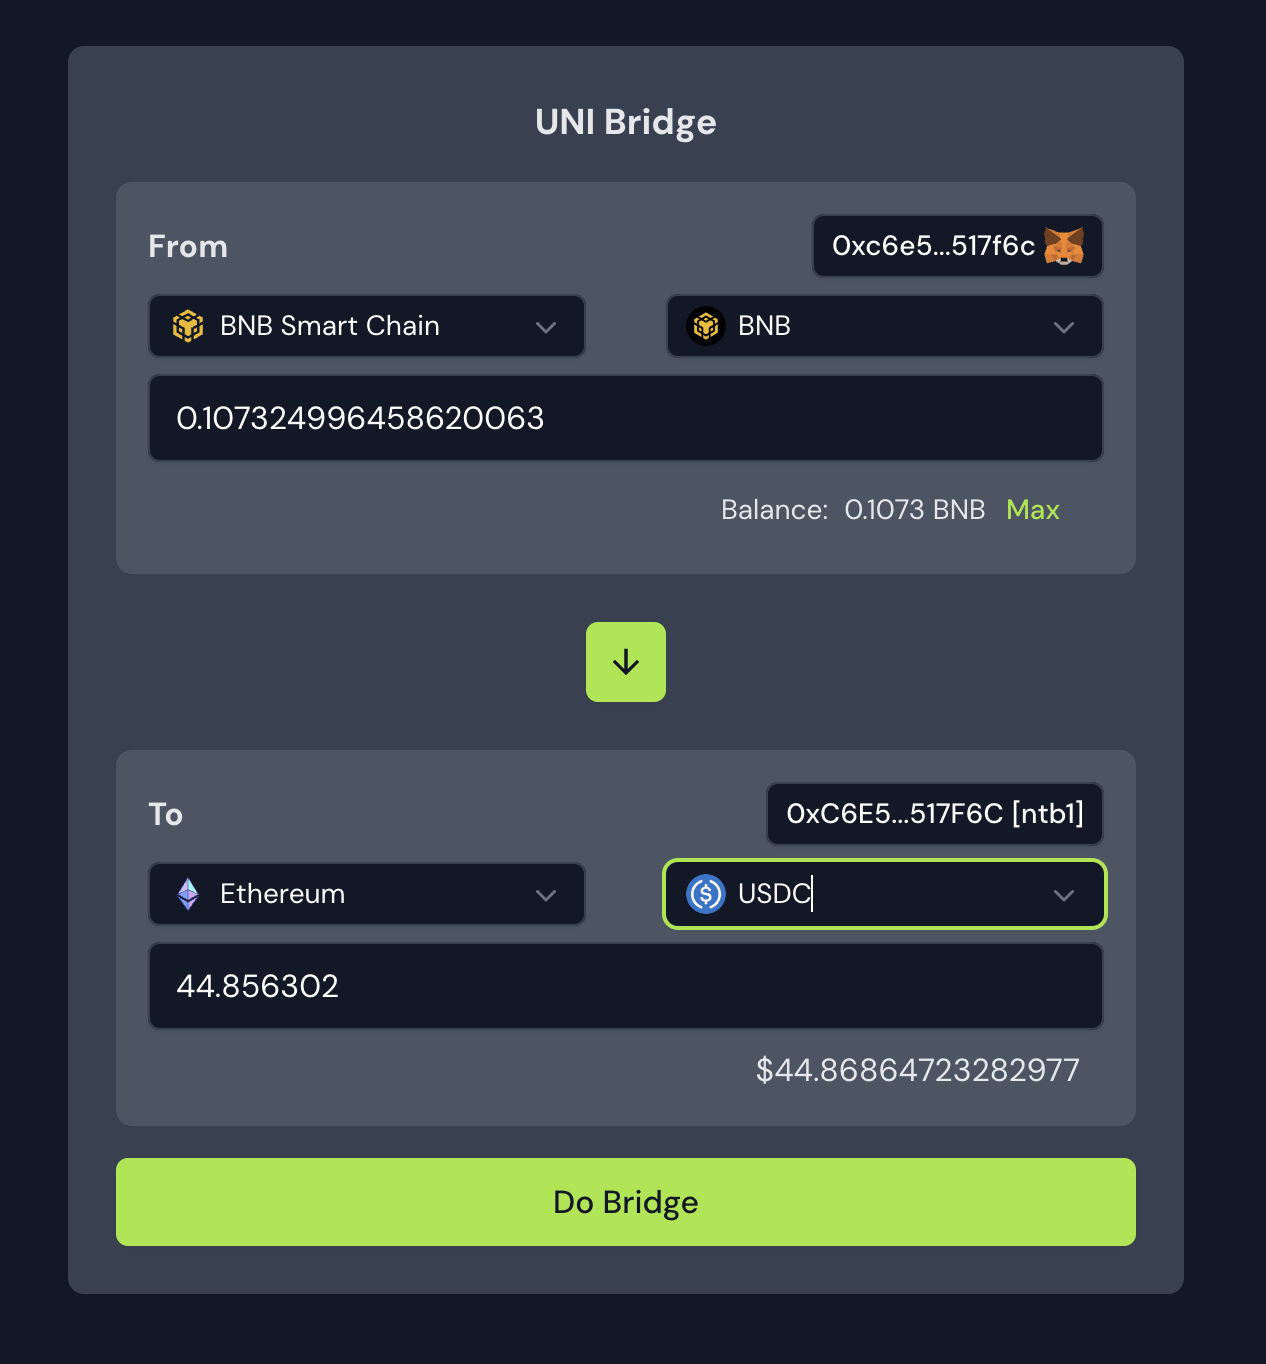 UNI Bridge
From
0xc6e5...517f6c
BNB Smart Chain
BNB
0.107324996458620063
Balance: 0.1073 BNB Max
To
0xC6E5...517F6C [ntb1]
Ethereum
USDC
44.856302
$44.86864723282977
Do Bridge